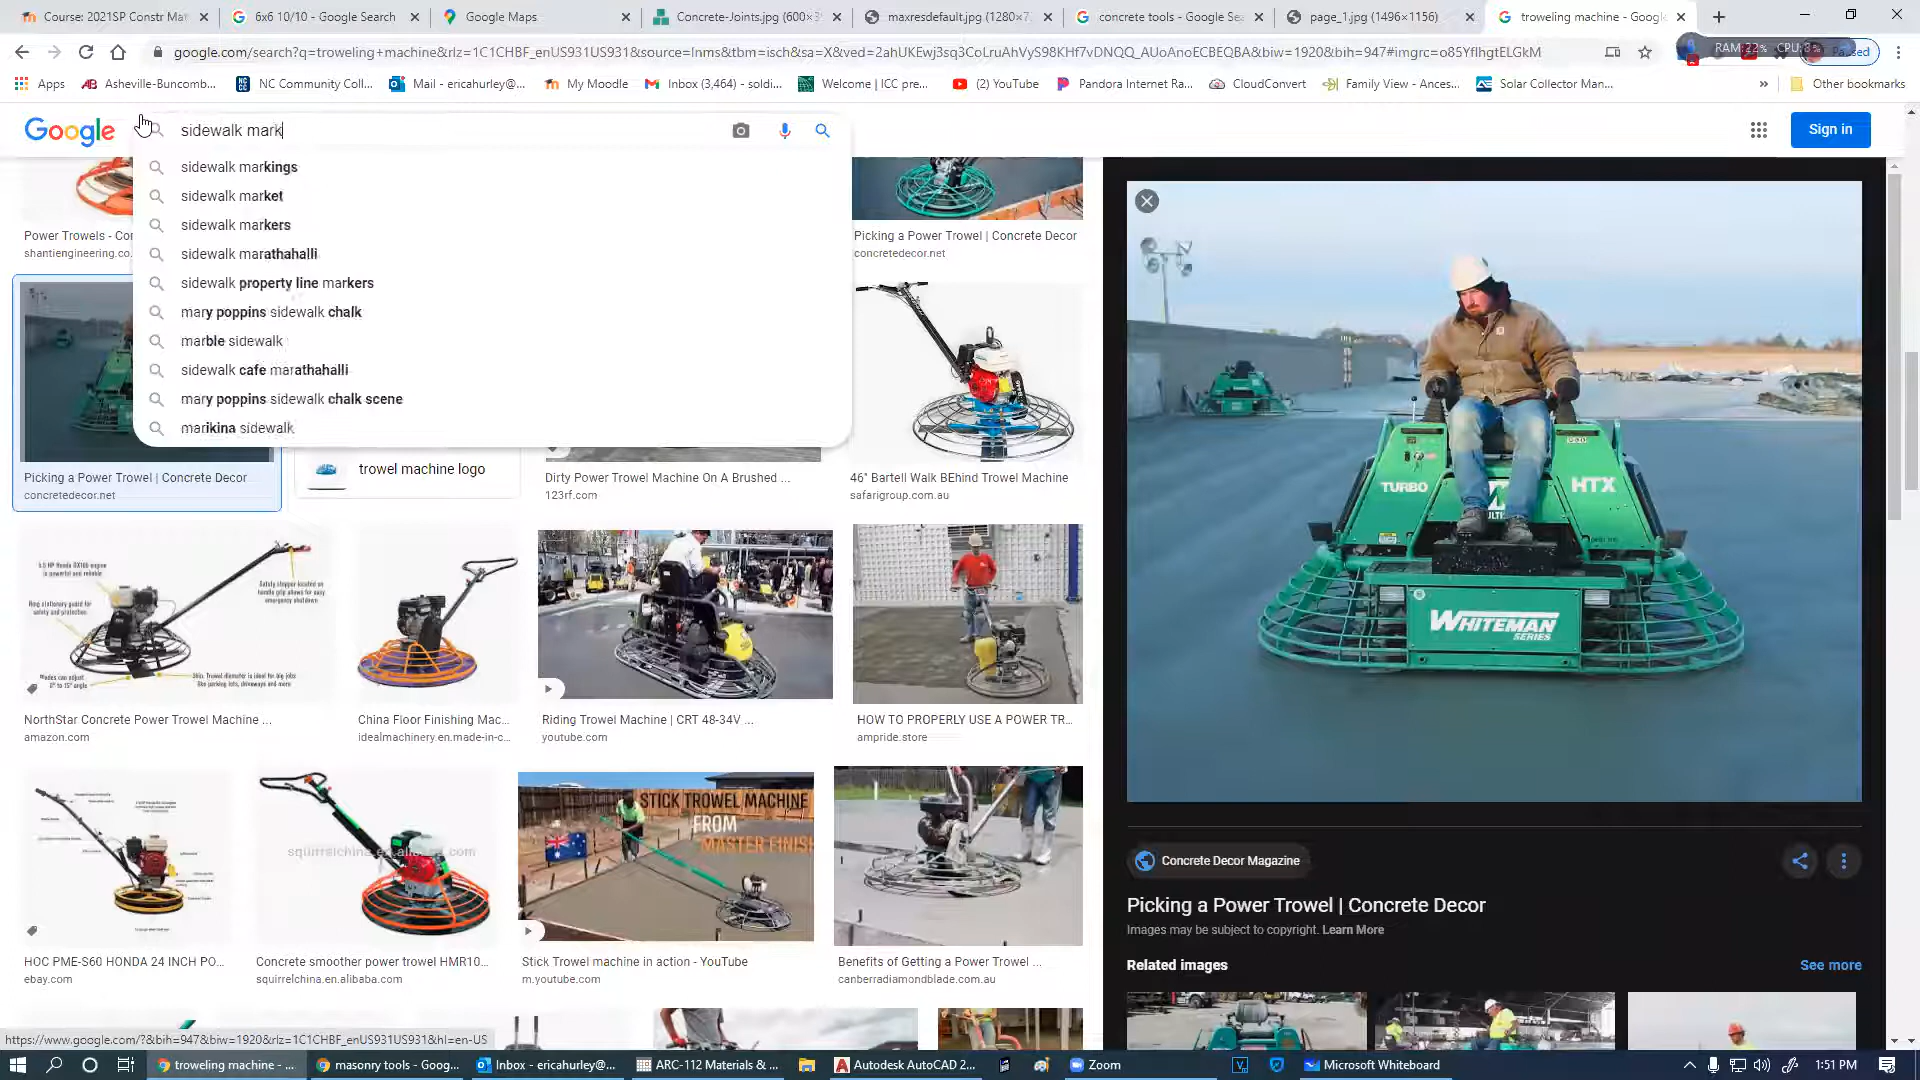 Course: 2021SP Constr Mat
6x6 10/10 - Google Search
Google Maps
Concrete-Joints.jpg (600×3
maxresdefault.jpg (1280×7
concrete tools - Google Sea
page_1.jpg (1496×1156)
troweling machine - Google
google.com/search?q=troweling+machine&rlz=1C1CHBF_enUS931US931&source=lnms&tbm=isch&sa=X&ved=2ahUKEwj3sq3CoLruAhVyS98KHf7vDNQQ_AUoAnoECBEQBA&biw=1920&bih=947#imgrc=o85YflhgtELGkM
RAM:22% CPU:8%
Paused
Apps
Asheville-Buncomb...
NC Community Coll...
Mail - ericahurley@...
My Moodle
Inbox (3,464) - soldi...
Welcome | ICC pre...
(2) YouTube
Pandora Internet Ra...
CloudConvert
Family View - Ances...
Solar Collector Man...
Other bookmarks
Google
sidewalk mark
Sign in
sidewalk markings
sidewalk market
sidewalk markers
sidewalk marathahalli
sidewalk property line markers
mary poppins sidewalk chalk
marble sidewalk
sidewalk cafe marathahalli
mary poppins sidewalk chalk scene
marikina sidewalk
Power Trowels - Con
shantiengineering.co.
Picking a Power Trowel | Concrete Decor
concretedecor.net
Picking a Power Trowel | Concrete Decor
concretedecor.net
trowel machine logo
Dirty Power Trowel Machine On A Brushed ...
123rf.com
46" Bartell Walk BEhind Trowel Machine
safarigroup.com.au
TURBO
HTX
WHITEMAN
SERIES
NorthStar Concrete Power Trowel Machine ...
amazon.com
China Floor Finishing Mac...
idealmachinery.en.made-in-c...
Riding Trowel Machine | CRT 48-34V ...
youtube.com
HOW TO PROPERLY USE A POWER TR...
ampride.store
squirrelchina.en.alibaba.com
STICK TROWEL MACHINE
FROM
MASTER FINISH
HOC PME-S60 HONDA 24 INCH PO...
ebay.com
Concrete smoother power trowel HMR10...
squirrelchina.en.alibaba.com
Stick Trowel machine in action - YouTube
m.youtube.com
Benefits of Getting a Power Trowel ...
canberradiamondblade.com.au
Concrete Decor Magazine
Picking a Power Trowel | Concrete Decor
Images may be subject to copyright. Learn More
Related images
See more
https://www.google.com/?&bih=947&biw=1920&rlz=1C1CHBF_enUS931US931&hl=en-US
troweling machine - ...
masonry tools - Goog...
Inbox - ericahurley@...
ARC-112 Materials & ...
Autodesk AutoCAD 2...
Zoom
Microsoft Whiteboard
1:51 PM